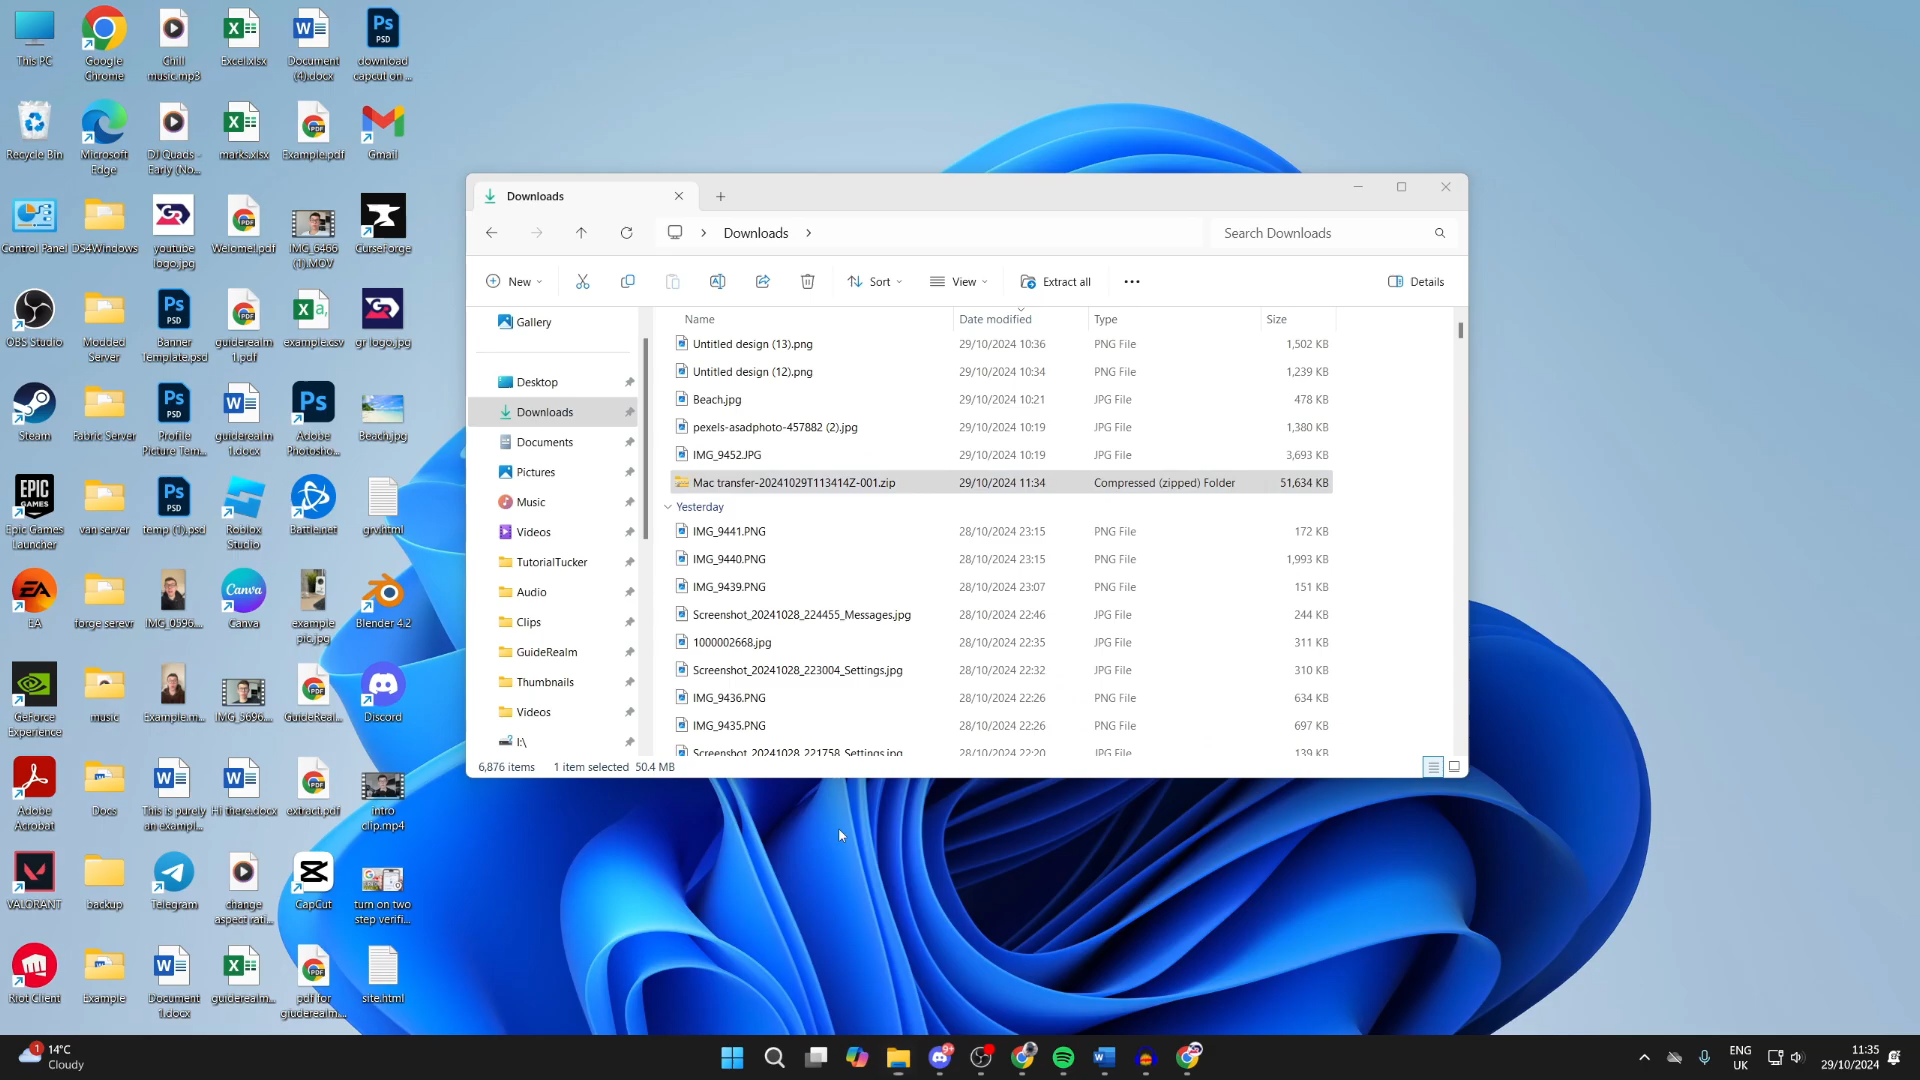 This PC
Google
Chrome
Chill
music.mp3
Excel.xlsx
Document
(4).docx
download
capcut on ...
Recycle Bin
Microsoft
Edge
DJ Quads -
Early (No...
marks.xlsx
Example.pdf
Gmail
Control Panel
DS4Windows
youtube
logo.jpg
Welome!.pdf
IMG_6466
(1).MOV
CurseForge
OBS Studio
Modded
Server
Banner
Template.psd
guiderealm
1.pdf
example.csv
gr logo.jpg
Steam
Fabric Server
Profile
Picture Tem...
guiderealm
1.docx
Adobe
Photosho...
Beach.jpg
Epic Games
Launcher
van server
temp (1).psd
Roblox
Studio
Battle.net
EA
forge serevr
IMG_0596....
Canva
example
pic.jpg
Blender 4.2
GeForce
Experience
music
Example.m...
IMG_5696....
GuideReal...
Discord
Adobe
Acrobat
Docs
This is purely
an exampl...
Hi there.docx
extract.pdf
intro
clip.mp4
VALORANT
backup
Telegram
change
aspect rati...
CapCut
turn on two
step verifi...
Riot Client
Example
Document
1.docx
guiderealm...
pdf for
giuderealm....
site.html
Downloads
Downloads
Search Downloads
New
Sort
View
Extract all
Details
Gallery
Desktop
Downloads
Documents
Pictures
Music
Videos
TutorialTucker
Audio
Clips
GuideRealm
Thumbnails
Videos
I:\
Name Date modified Type Size
Untitled design (13).png 29/10/2024 10:36 PNG File 1,502 KB
Untitled design (12).png 29/10/2024 10:34 PNG File 1,239 KB
Beach.jpg 29/10/2024 10:21 JPG File 478 KB
pexels-asadphoto-457882 (2).jpg 29/10/2024 10:19 JPG File 1,380 KB
IMG_9452.JPG 29/10/2024 10:19 JPG File 3,693 KB
Mac transfer-20241029T113414Z-001.zip 29/10/2024 11:34 Compressed (zipped) Folder 51,634 KB
Yesterday
IMG_9441.PNG 28/10/2024 23:15 PNG File 172 KB
IMG_9440.PNG 28/10/2024 23:15 PNG File 1,993 KB
IMG_9439.PNG 28/10/2024 23:07 PNG File 151 KB
Screenshot_20241028_224455_Messages.jpg 28/10/2024 22:46 JPG File 244 KB
1000002668.jpg 28/10/2024 22:35 JPG File 311 KB
Screenshot_20241028_223004_Settings.jpg 28/10/2024 22:32 JPG File 310 KB
IMG_9436.PNG 28/10/2024 22:26 PNG File 634 KB
IMG_9435.PNG 28/10/2024 22:26 PNG File 697 KB
Screenshot_20241028_221758_Settings.jpg 28/10/2024 22:20 JPG File 139 KB
6,876 items 1 item selected 50.4 MB
1
14°C
Cloudy
9+
ENG
UK
11:35
29/10/2024